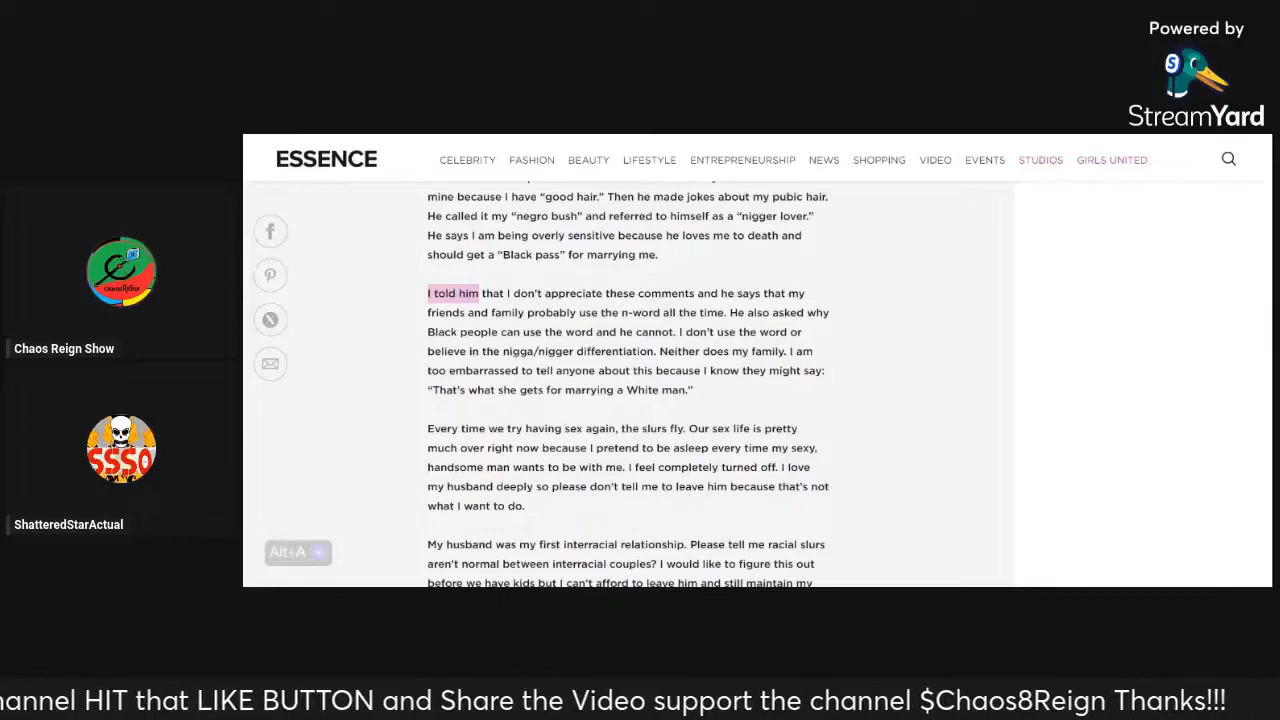 Powered by
StreamYard
ESSENCE
CELEBRITY FASHION BEAUTY LIFESTYLE ENTREPRENEURSHIP NEWS SHOPPING VIDEO EVENTS STUDIOS GIRLS UNITED
mine because I have “good hair.” Then he made jokes about my pubic hair.
He called it my “negro bush” and referred to himself as a “nigger lover.”
He says I am being overly sensitive because he loves me to death and
should get a “Black pass” for marrying me.
I told him that I don’t appreciate these comments and he says that my
friends and family probably use the n-word all the time. He also asked why
Black people can use the word and he cannot. I don’t use the word or
believe in the nigga/nigger differentiation. Neither does my family. I am
too embarrassed to tell anyone about this because I know they might say:
“That’s what she gets for marrying a White man.”
Every time we try having sex again, the slurs fly. Our sex life is pretty
much over right now because I pretend to be asleep every time my sexy,
handsome man wants to be with me. I feel completely turned off. I love
my husband deeply so please don’t tell me to leave him because that’s not
what I want to do.
My husband was my first interracial relationship. Please tell me racial slurs
aren’t normal between interracial couples? I would like to figure this out
before we have kids but I can’t afford to leave him and still maintain my
Alt+A
CHAOS REIGN
Chaos Reign Show
SSSO
ShatteredStarActual
hannel HIT that LIKE BUTTON and Share the Video support the channel $Chaos8Reign Thanks!!!